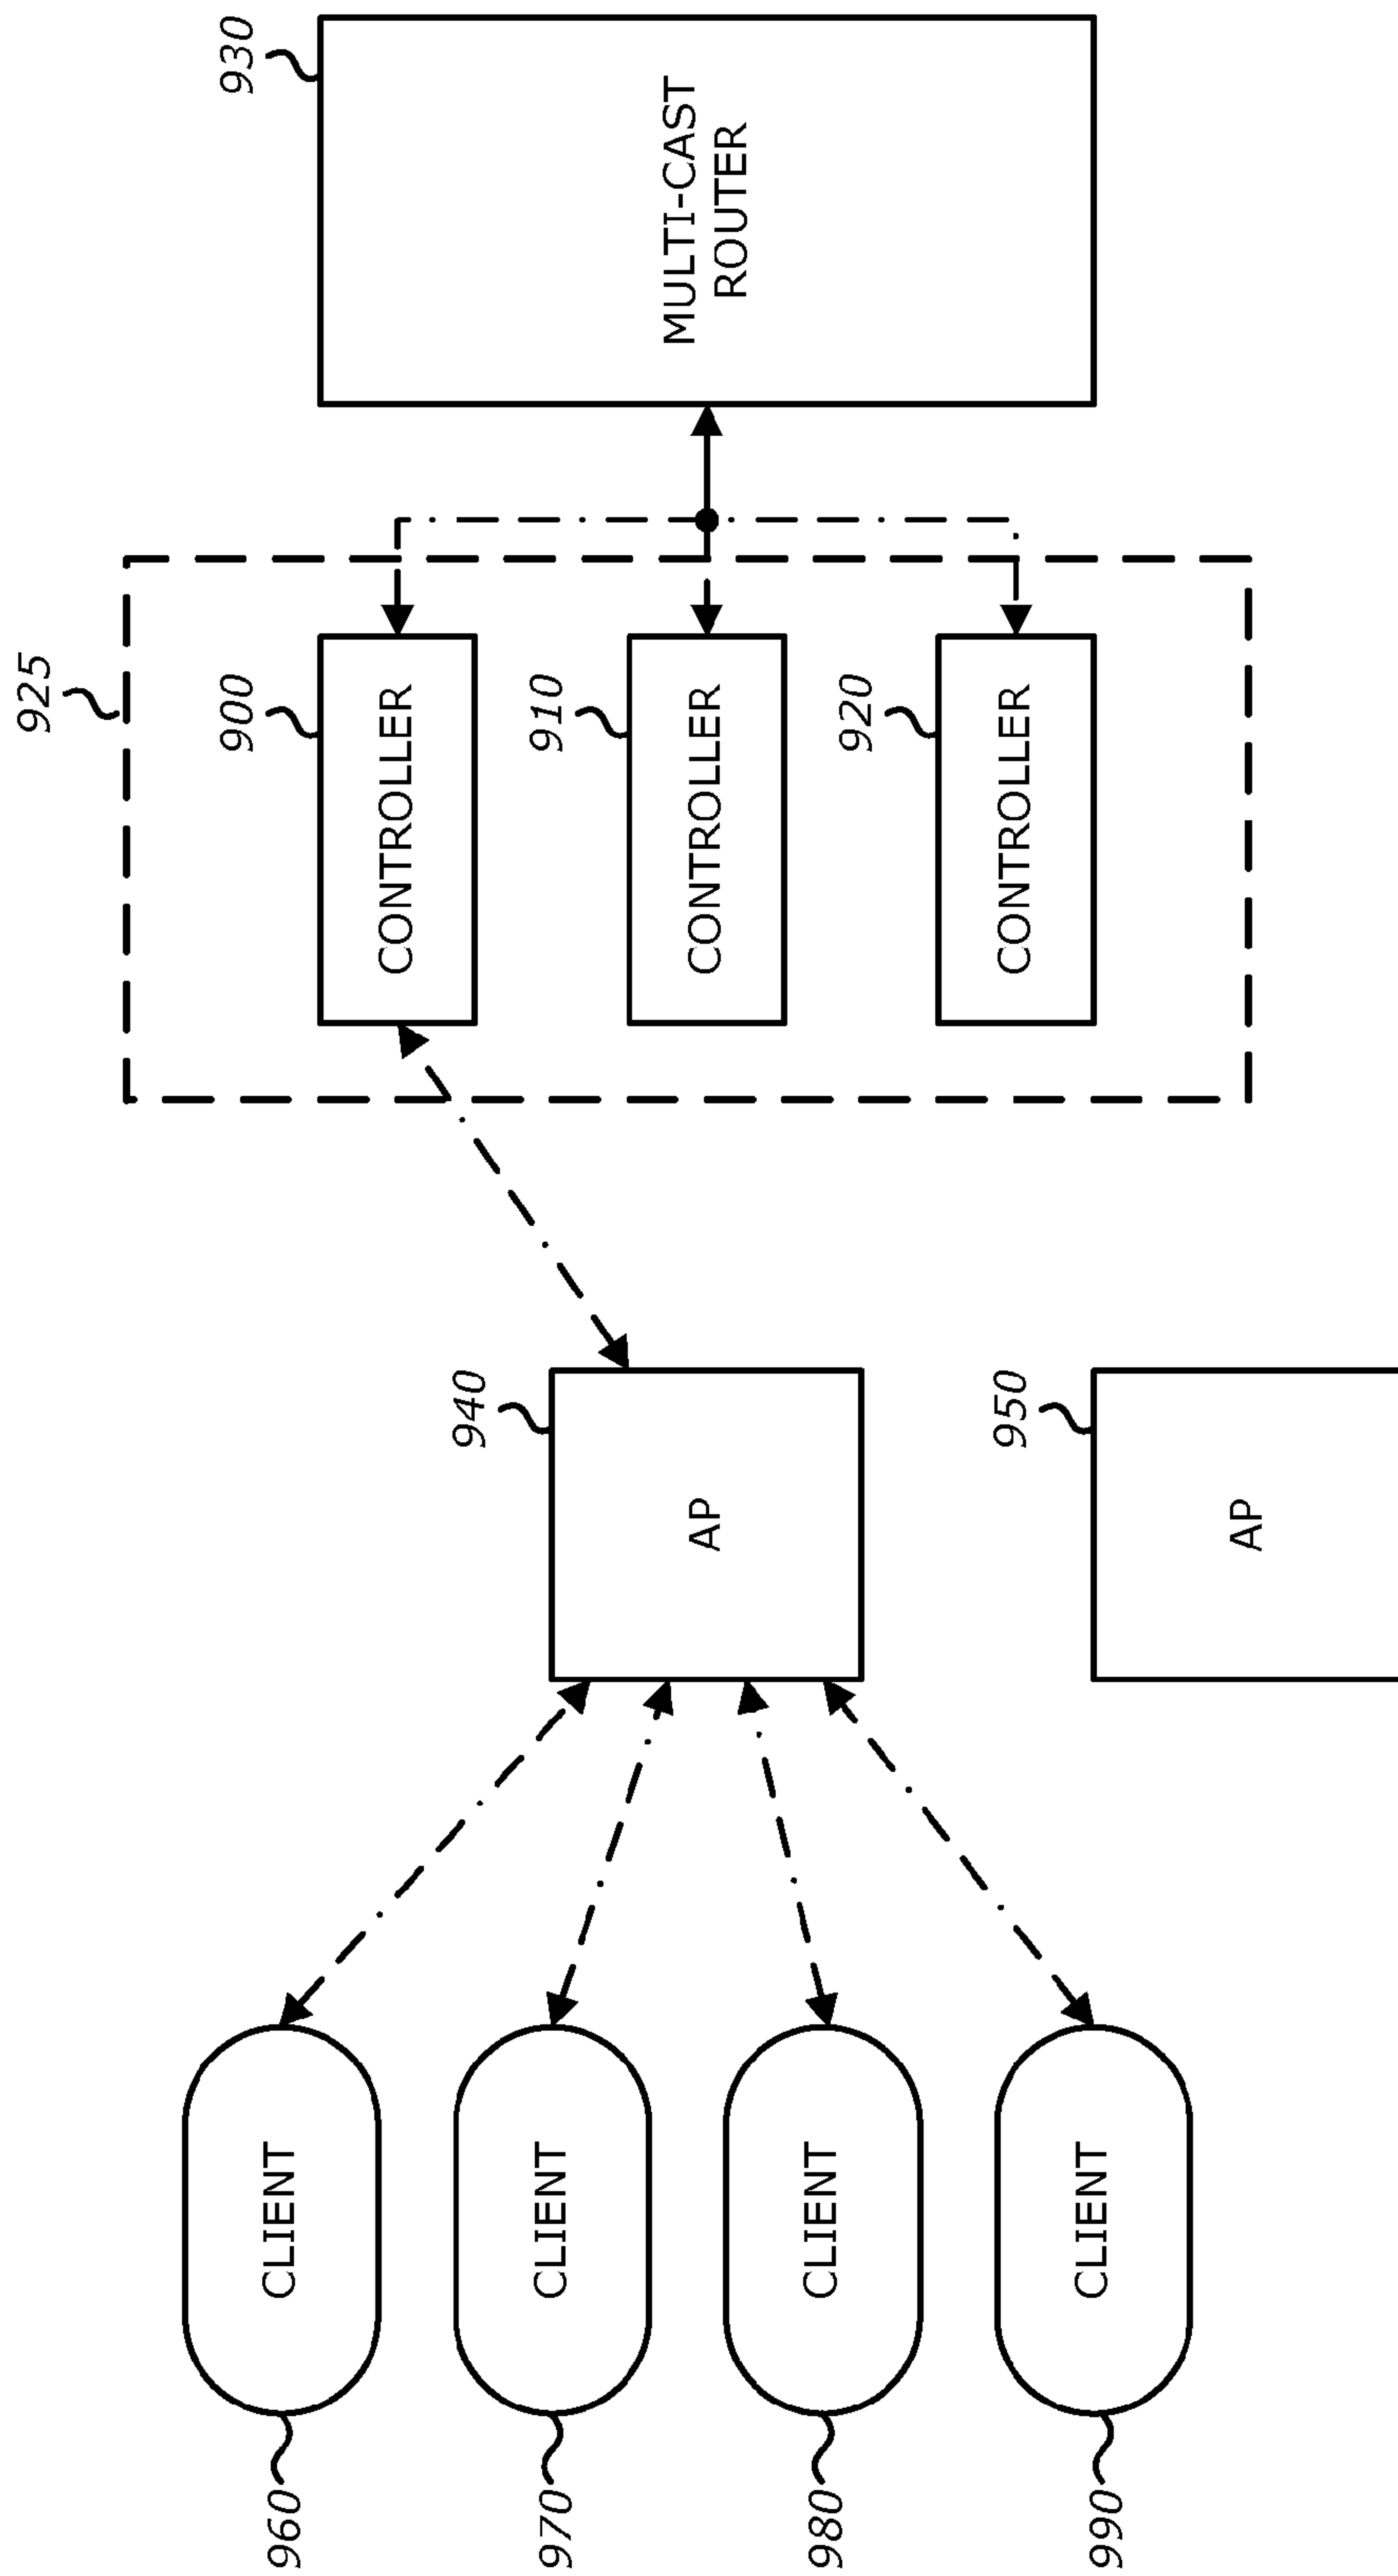 925
930
900
CONTROLLER
910
CONTROLLER
920
CONTROLLER
MULTI-CAST
ROUTER
940
AP
950
AP
960
CLIENT
970
CLIENT
980
CLIENT
990
CLIENT